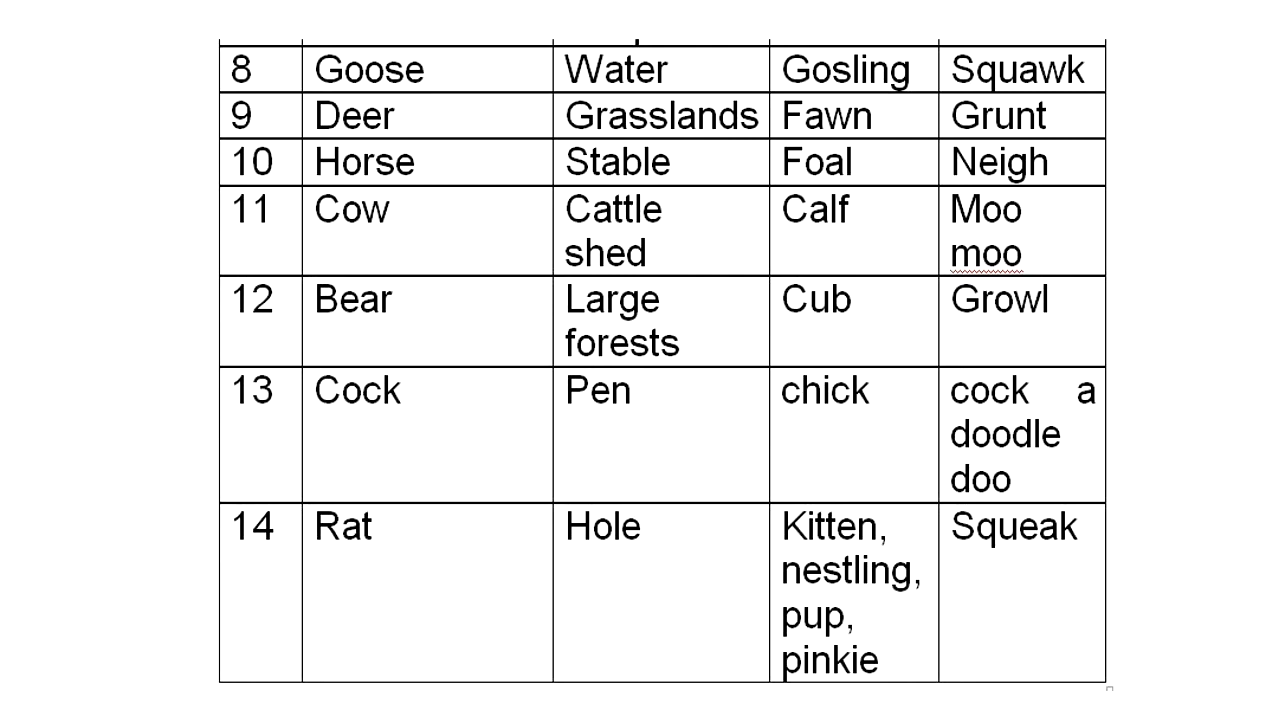 8 Goose Water Gosling Squawk
9 Deer Grasslands Fawn Grunt
10 Horse Stable Foal Neigh
11 Cow Cattle Calf Moo
shed moo
12 Bear Large Cub Growl
forests
13 Cock Pen chick cock a
doodle
doo
14 Rat Hole Kitten, Squeak
nestling,
pup,
pinkie